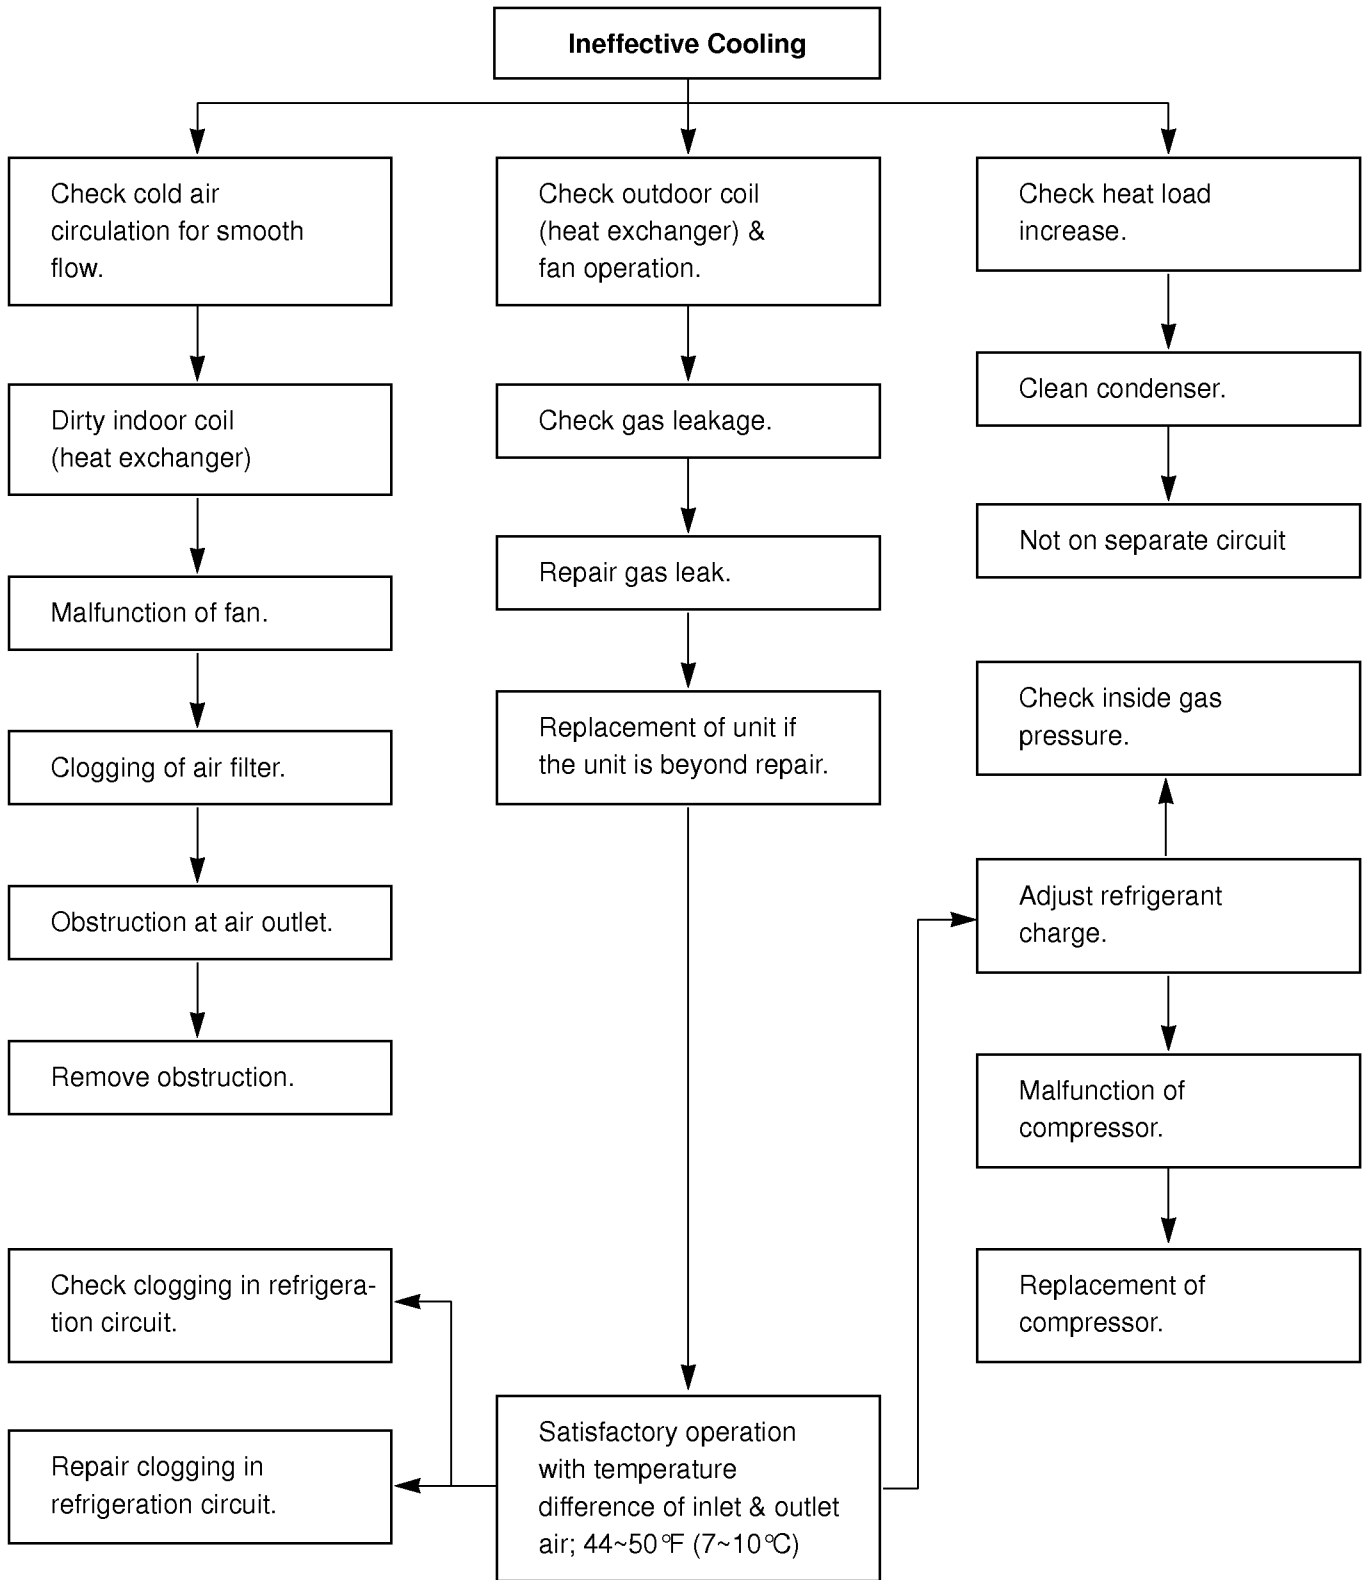 Ineffective Cooling
Check cold air
circulation for smooth
flow.
Dirty indoor coil
(heat exchanger)
Malfunction of fan.
Clogging of air filter.
Obstruction at air outlet.
Remove obstruction.
Check clogging in refrigera-
tion circuit.
Repair clogging in
refrigeration circuit.
Check outdoor coil
(heat exchanger) &
fan operation.
Check gas leakage.
Repair gas leak.
Replacement of unit if
the unit is beyond repair.
Satisfactory operation
with temperature
difference of inlet & outlet
air; 44~50°F (7~10°C)
Check heat load
increase.
Clean condenser.
Not on separate circuit
Check inside gas
pressure.
Adjust refrigerant
charge.
Malfunction of
compressor.
Replacement of
compressor.